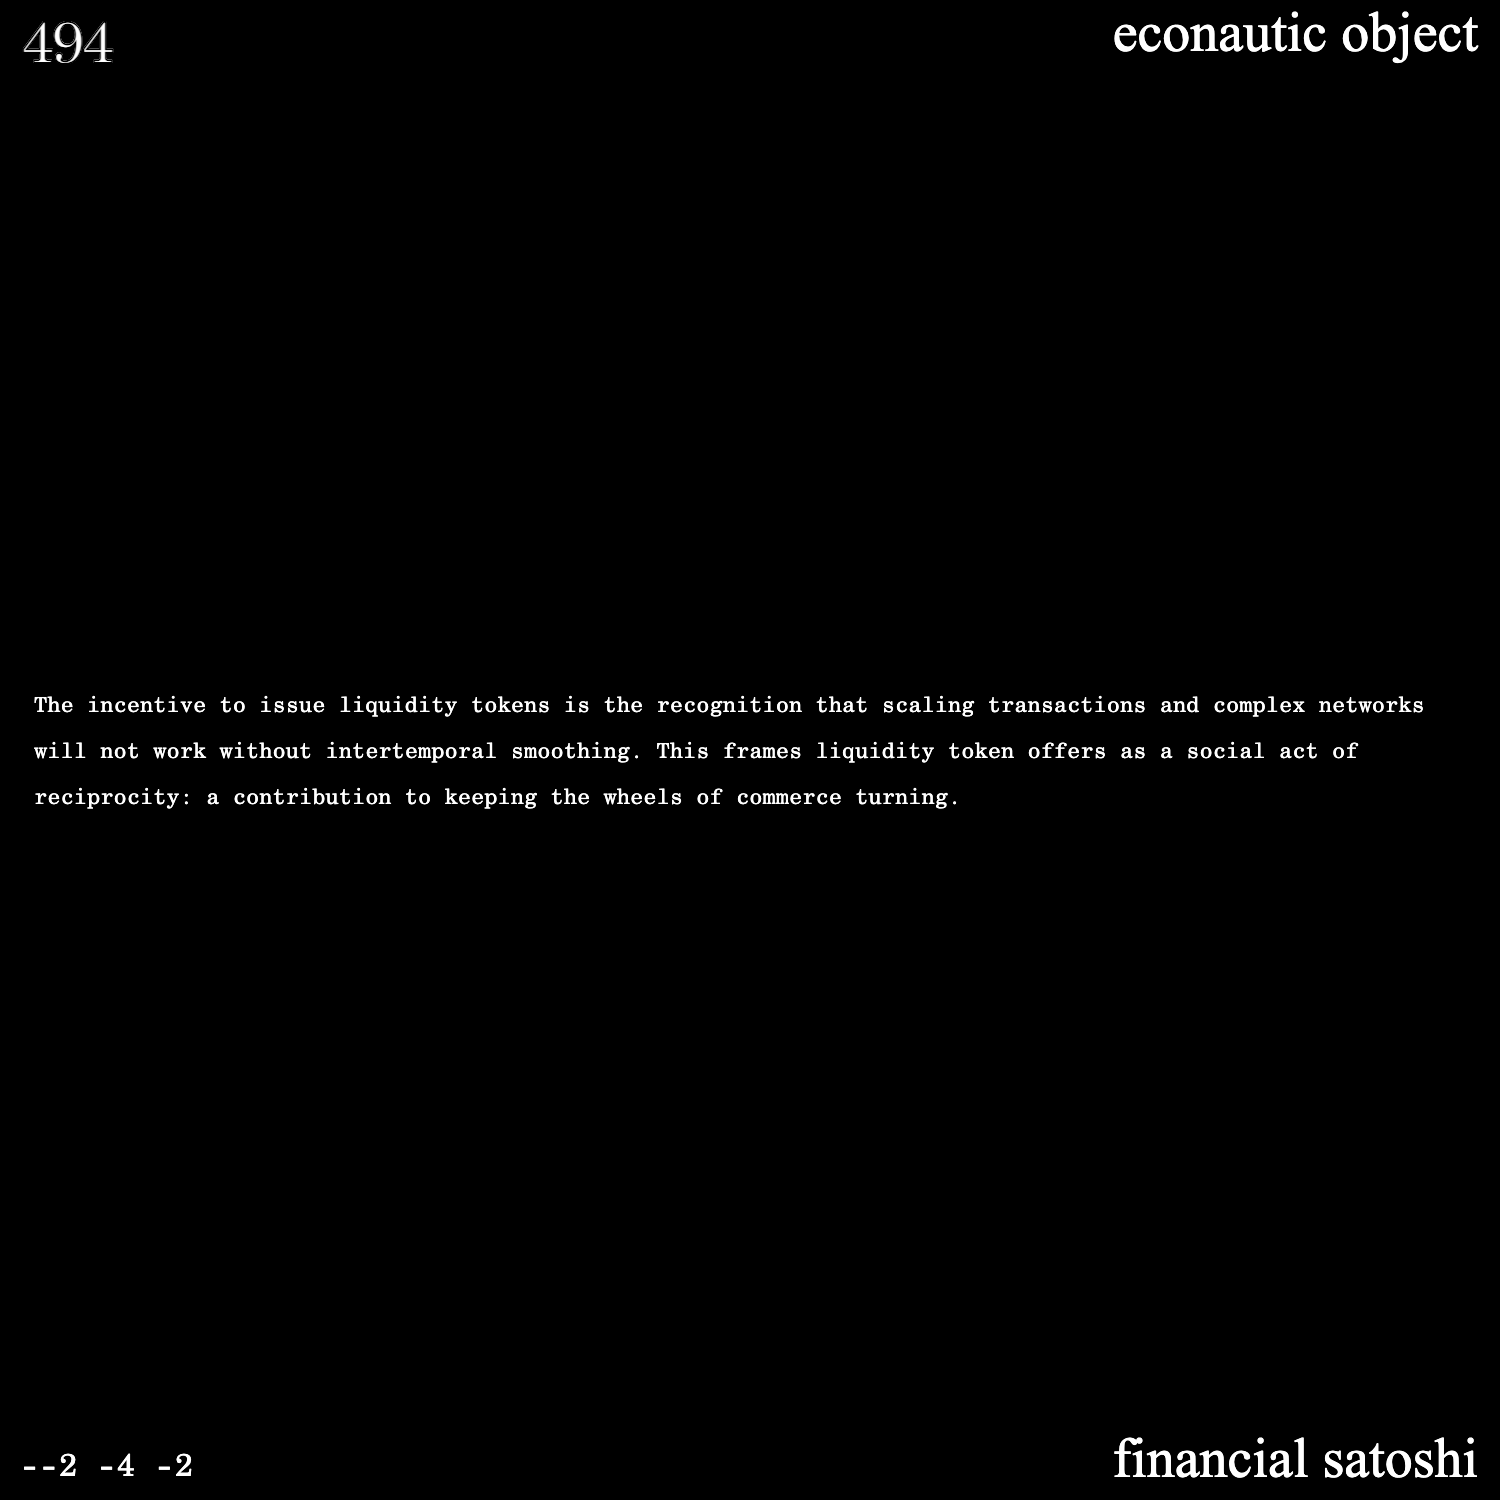 494
econautic object
The incentive to issue liquidity tokens is the recognition that scaling transactions and complex networks
will not work without intertemporal smoothing. This frames liquidity token offers as a social act of
reciprocity: a contribution to keeping the wheels of commerce turning.
--2 -4 -2
financial satoshi